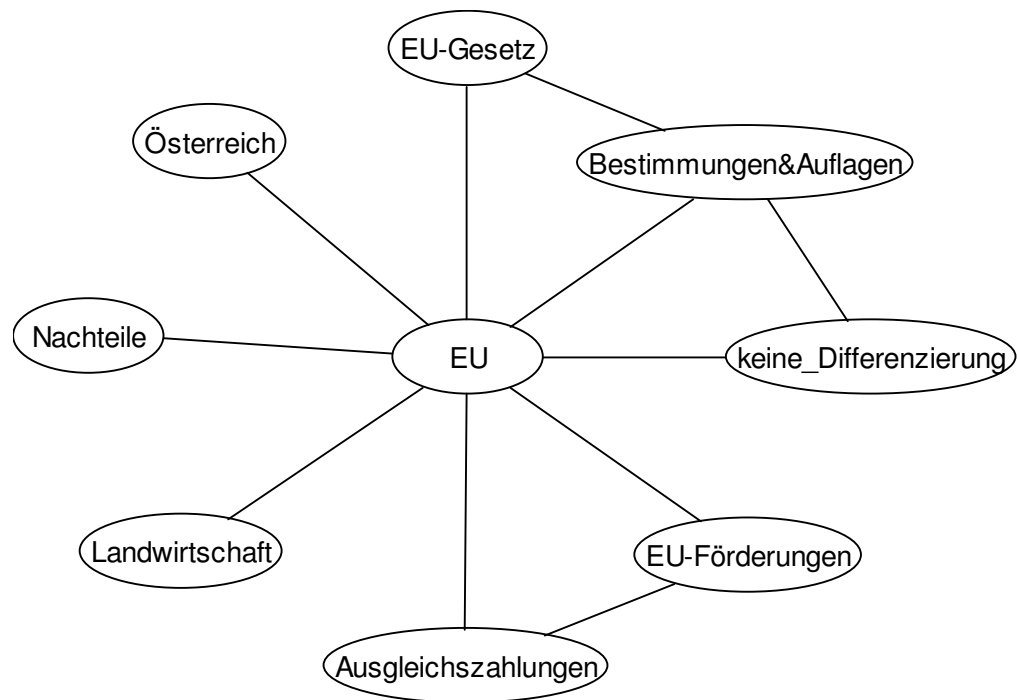 EU-Gesetz
Österreich
Bestimmungen&Auflagen
Nachteile
EU
keine_Differenzierung
Landwirtschaft
EU-Förderungen
Ausgleichszahlungen